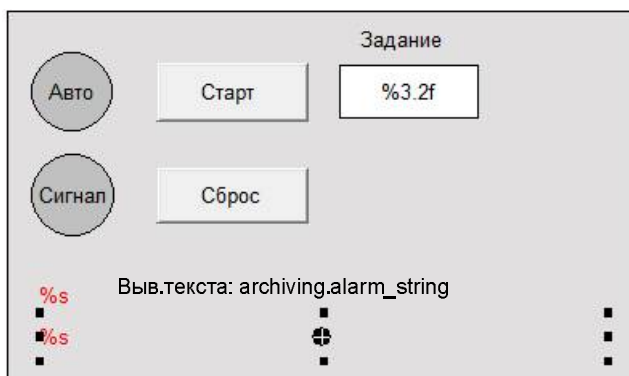 Задание
Авто Старт %3.2f
Сигнал Сброс
%s Выв.текста: archiving.alarm_string
%s